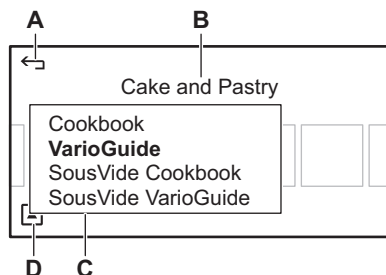 A
B
Cake and Pastry
Cookbook
VarioGuide
SousVide Cookbook
SousVide VarioGuide
D
C